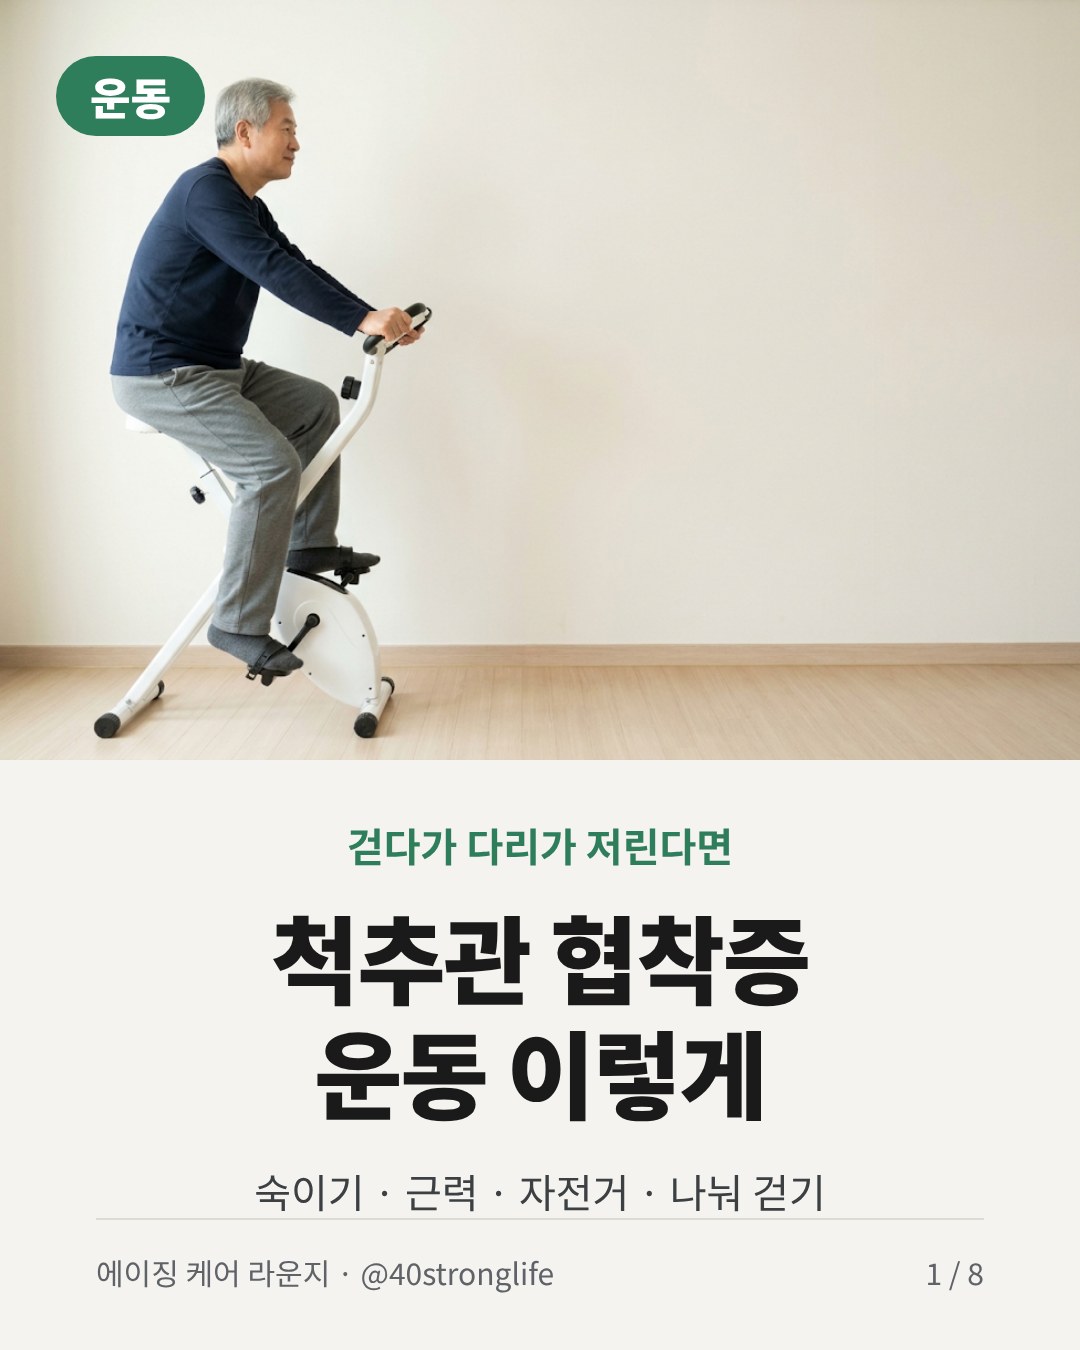 운동
걷다가 다리가 저린다면
척추관 협착증
운동 이렇게
숙이기 · 근력 · 자전거 · 나눠 걷기
에이징 케어 라운지 · @40stronglife
1 / 8